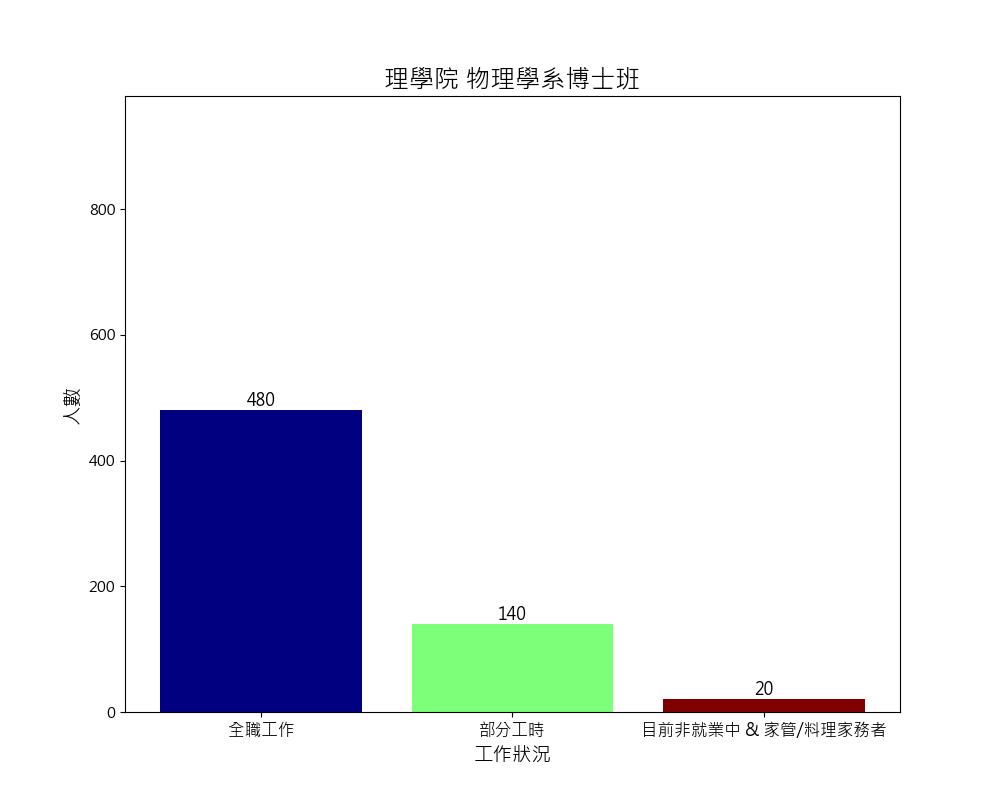 理學院 物理學系博士班
人數
800
600
400
200
0
480
140
20
全職工作
部分工時
目前非就業中 & 家管/料理家務者
工作狀況